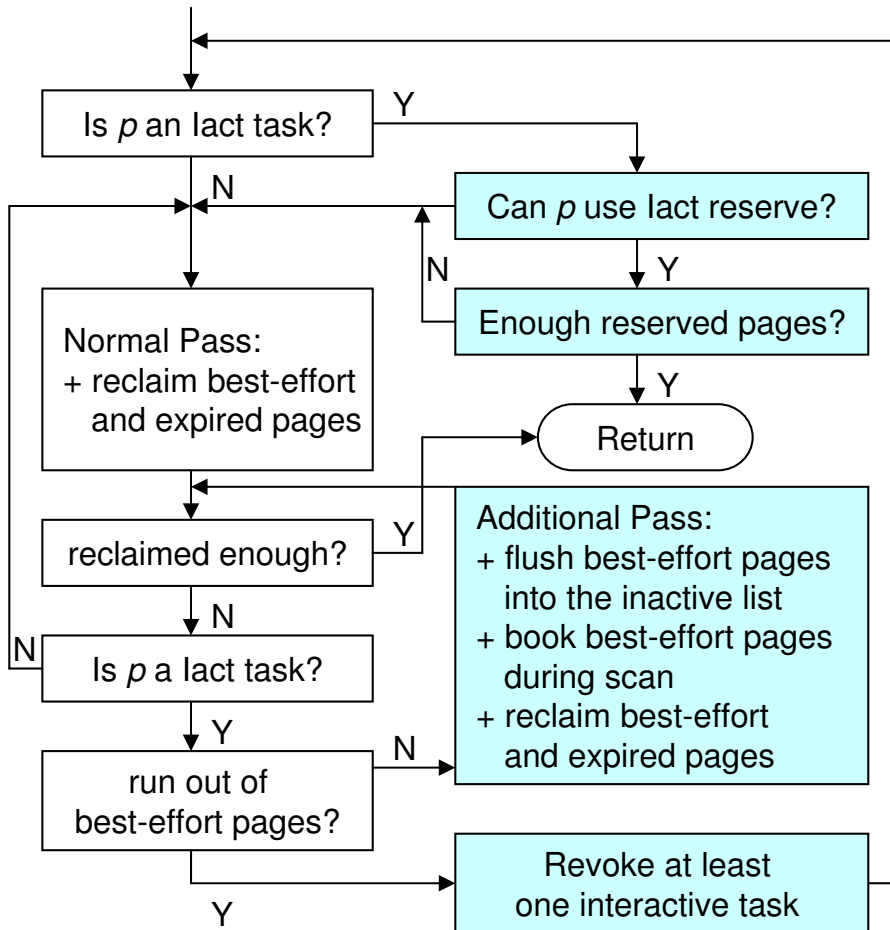 Is p an Iact task?
Y
N
Can p use Iact reserve?
N
Y
Enough reserved pages?
Y
Normal Pass:
+ reclaim best-effort
and expired pages
Return
reclaimed enough?
Y
N
Additional Pass:
+ flush best-effort pages
into the inactive list
+ book best-effort pages
during scan
+ reclaim best-effort
and expired pages
N
Is p a Iact task?
Y
N
run out of
best-effort pages?
Y
Revoke at least
one interactive task